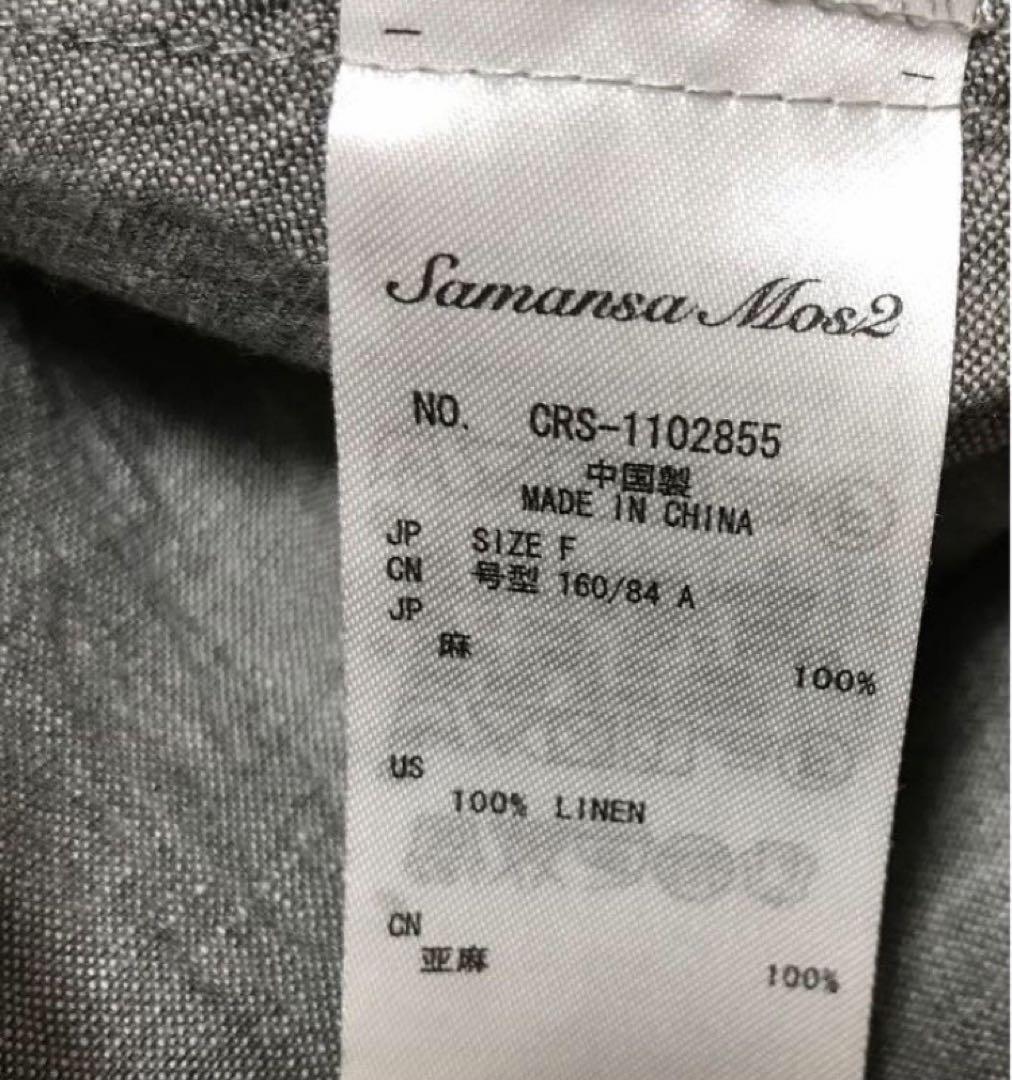 Samansa Mos2
NO. CRS-1102855
中国製
MADE IN CHINA
JP SIZE F
CN 号型 160/84 A
JP
麻 100%
US
100% LINEN
CN
亚麻 100%